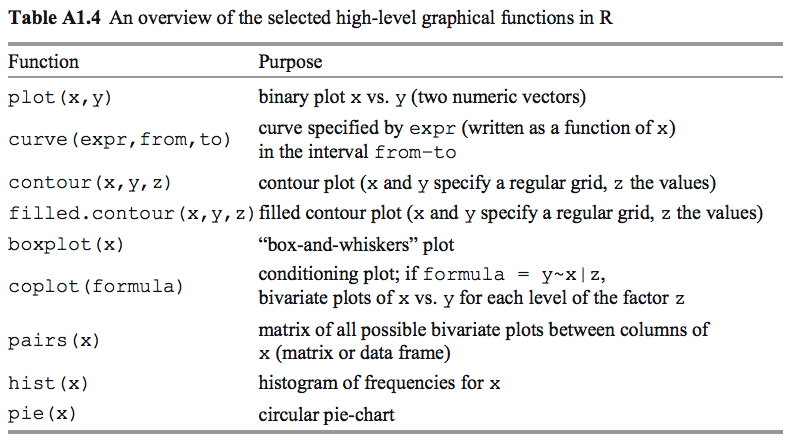 Table A1.4 An overview of the selected high-level graphical functions in R
Function Purpose
plot(x,y) binary plot x vs. y (two numeric vectors)
curve(expr,from,to) curve specified by expr (written as a function of x)
in the interval from–to
contour(x,y,z) contour plot (x and y specify a regular grid, z the values)
filled.contour(x,y,z) filled contour plot (x and y specify a regular grid, z the values)
boxplot(x) “box-and-whiskers” plot
coplot(formula) conditioning plot; if formula = y~x|z,
bivariate plots of x vs. y for each level of the factor z
pairs(x) matrix of all possible bivariate plots between columns of
x (matrix or data frame)
hist(x) histogram of frequencies for x
pie(x) circular pie-chart